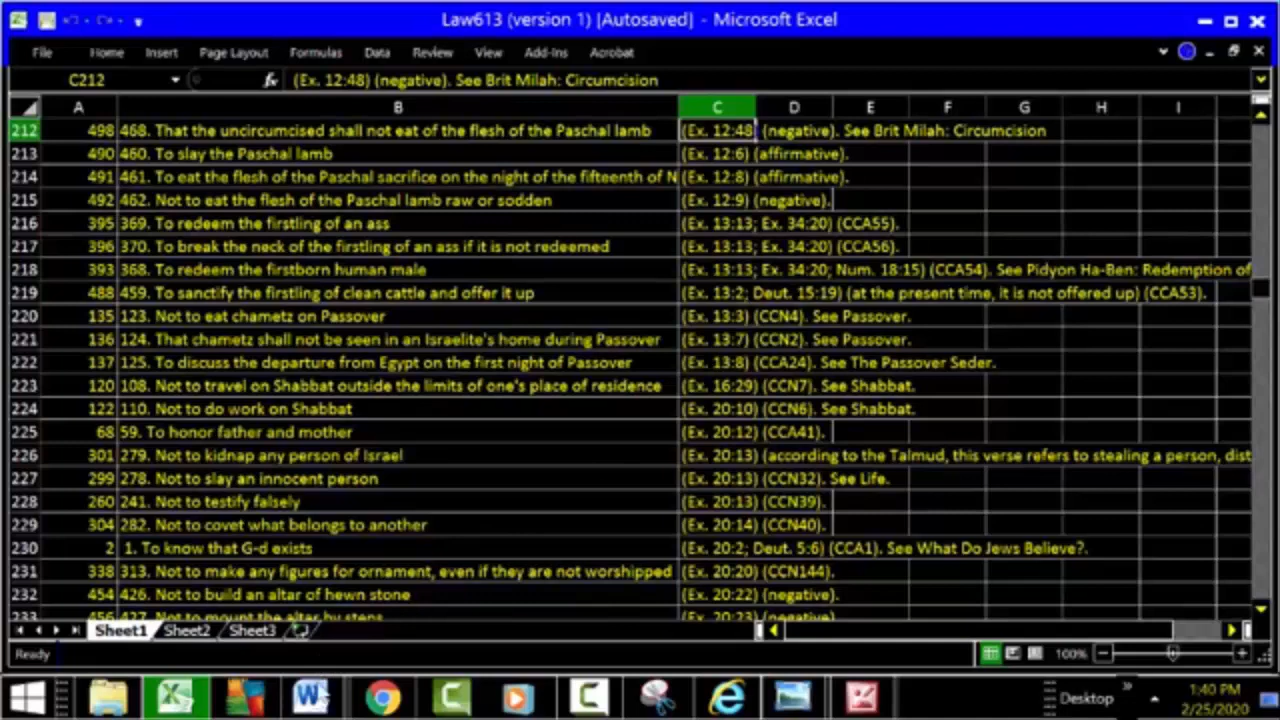 Law613 (version 1) [Autosaved] - Microsoft Excel
File Home Insert Page Layout Formulas Data Review View Add-Ins Acrobat
C212 fx (Ex. 12:48) (negative). See Brit Milah: Circumcision
A B C D E F G H I
212 498 468. That the uncircumcised shall not eat of the flesh of the Paschal lamb (Ex. 12:48) (negative). See Brit Milah: Circumcision
213 490 460. To slay the Paschal lamb (Ex. 12:6) (affirmative).
214 491 461. To eat the flesh of the Paschal sacrifice on the night of the fifteenth of N (Ex. 12:8) (affirmative).
215 492 462. Not to eat the flesh of the Paschal lamb raw or sodden (Ex. 12:9) (negative).
216 395 369. To redeem the firstling of an ass (Ex. 13:13; Ex. 34:20) (CCA55).
217 396 370. To break the neck of the firstling of an ass if it is not redeemed (Ex. 13:13; Ex. 34:20) (CCA56).
218 393 368. To redeem the firstborn human male (Ex. 13:13; Ex. 34:20; Num. 18:15) (CCA54). See Pidyon Ha-Ben: Redemption of
219 488 459. To sanctify the firstling of clean cattle and offer it up (Ex. 13:2; Deut. 15:19) (at the present time, it is not offered up) (CCA53).
220 135 123. Not to eat chametz on Passover (Ex. 13:3) (CCN4). See Passover.
221 136 124. That chametz shall not be seen in an Israelite's home during Passover (Ex. 13:7) (CCN2). See Passover.
222 137 125. To discuss the departure from Egypt on the first night of Passover (Ex. 13:8) (CCA24). See The Passover Seder.
223 120 108. Not to travel on Shabbat outside the limits of one's place of residence (Ex. 16:29) (CCN7). See Shabbat.
224 122 110. Not to do work on Shabbat (Ex. 20:10) (CCN6). See Shabbat.
225 68 59. To honor father and mother (Ex. 20:12) (CCA41).
226 301 279. Not to kidnap any person of Israel (Ex. 20:13) (according to the Talmud, this verse refers to stealing a person, dist
227 299 278. Not to slay an innocent person (Ex. 20:13) (CCN32). See Life.
228 260 241. Not to testify falsely (Ex. 20:13) (CCN39).
229 304 282. Not to covet what belongs to another (Ex. 20:14) (CCN40).
230 2 1. To know that G-d exists (Ex. 20:2; Deut. 5:6) (CCA1). See What Do Jews Believe?.
231 338 313. Not to make any figures for ornament, even if they are not worshipped (Ex. 20:20) (CCN144).
232 454 426. Not to build an altar of hewn stone (Ex. 20:22) (negative).
233 456 427. Not to mount the altar by steps (Ex. 20:23) (negative).
Sheet1 Sheet2 Sheet3
Ready 100%
Desktop 1:40 PM
2/25/2020